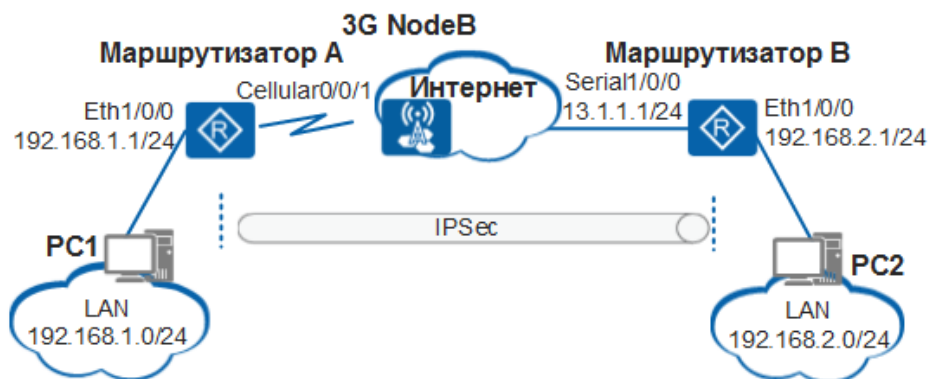 3G NodeB
Маршрутизатор A
Маршрутизатор B
Cellular0/0/1
Интернет
Serial1/0/0
13.1.1.1/24
Eth1/0/0
192.168.1.1/24
R
R
Eth1/0/0
192.168.2.1/24
IPSec
PC1
PC2
LAN
192.168.1.0/24
LAN
192.168.2.0/24